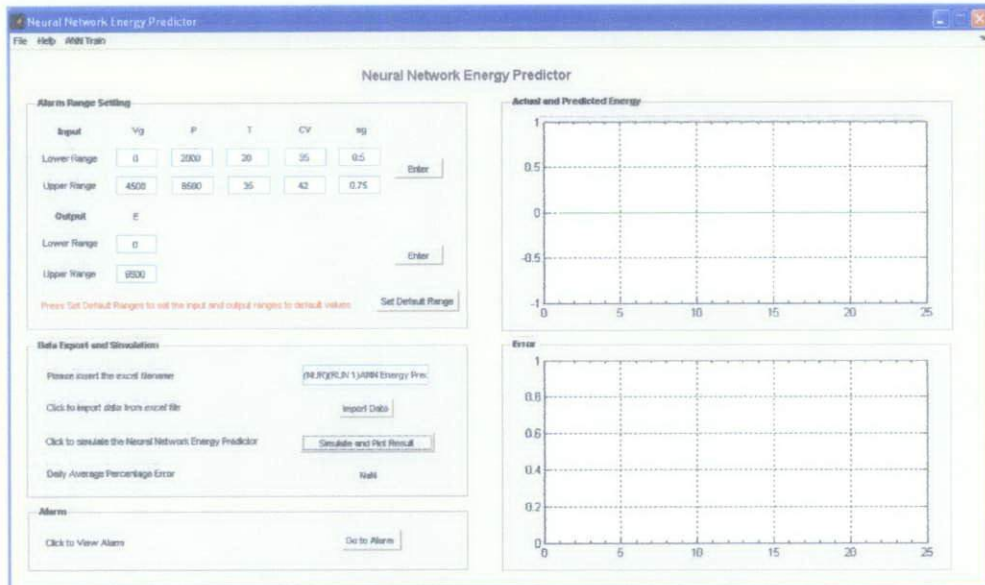 Neural Network Energy Predictor
File Help ANN Train
Neural Network Energy Predictor
Alarm Range Setting
Input Vg P T CV sg
Lower Range 0 2000 20 35 0.5
Enter
Upper Range 4500 8500 35 42 0.75
Output E
Lower Range 0
Enter
Upper Range 9500
Press Set Default Ranges to set the input and output ranges to default values
Set Default Range
Data Export and Simulation
Please insert the excel filename
(NUR)(RUN 1)/ANN Energy Prec
Click to import data from excel file
Import Data
Click to simulate the Neural Network Energy Predictor
Simulate and Plot Result
Daily Average Percentage Error
NaN
Alarm
Click to View Alarm
Go to Alarm
Actual and Predicted Energy
1
0.5
0
-0.5
-1
0 5 10 15 20 25
Error
1
0.8
0.6
0.4
0.2
0
0 5 10 15 20 25